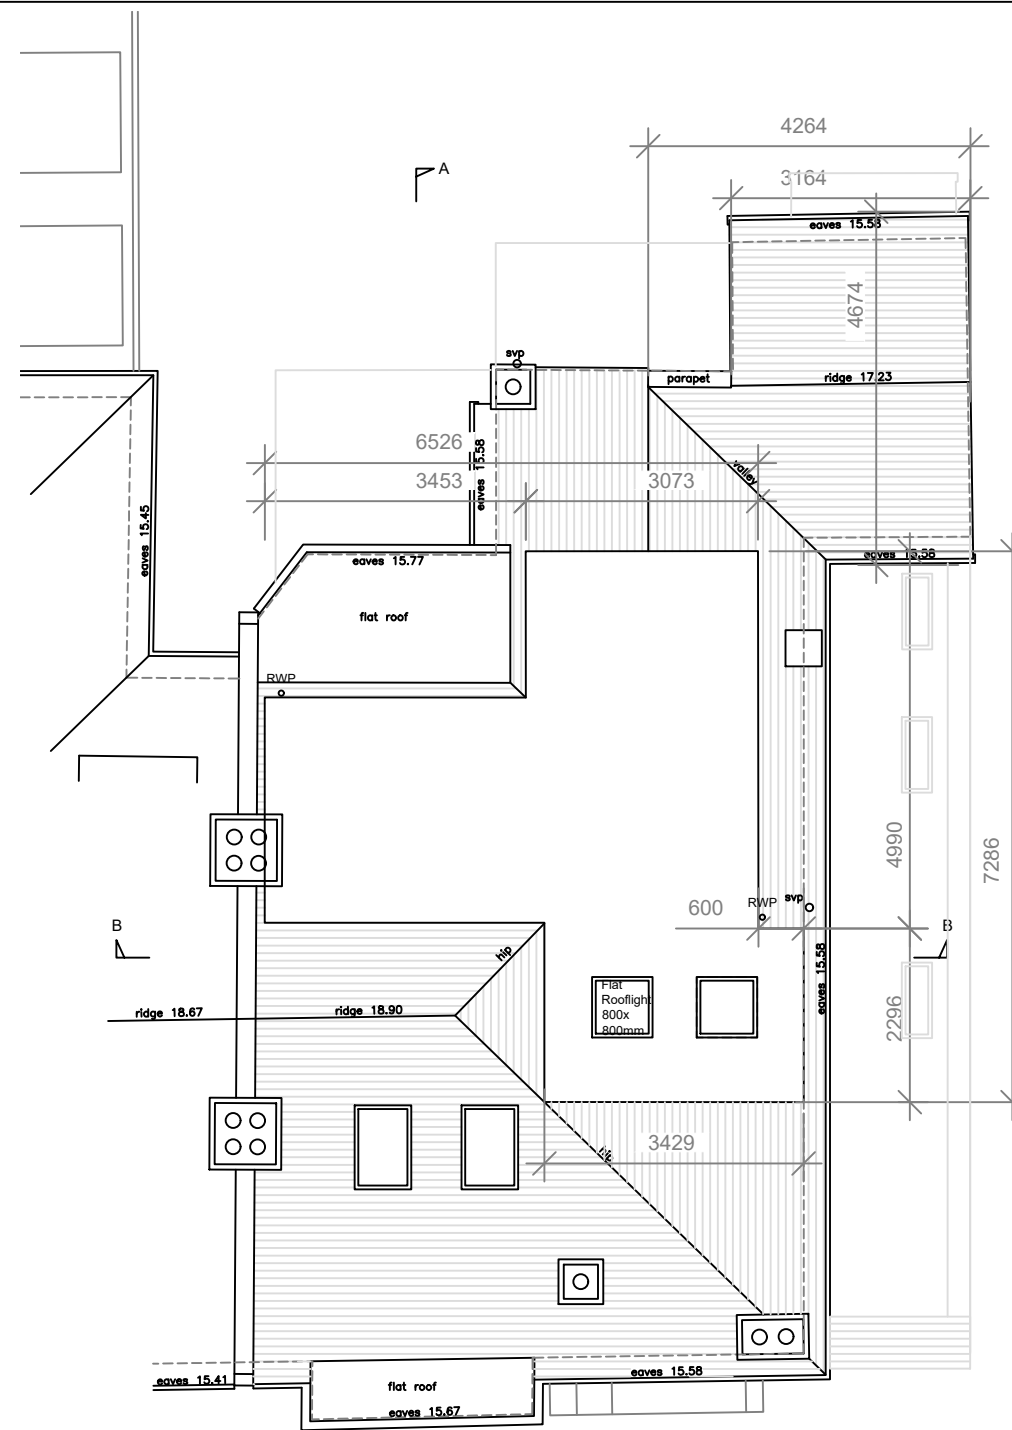 4264
A
3164
eaves 15.58
4674
svp
parapet
ridge 17.23
6526
eaves 15.58
valley
3453
3073
eaves 15.45
eaves 15.77
eaves 15.58
flat roof
RWP
4990
7286
600
RWP
svp
B
B
hip
eaves 15.58
Flat
Rooflight
800x
800mm
2296
ridge 18.67
ridge 18.90
3429
eaves 15.41
flat roof
eaves 15.58
eaves 15.67